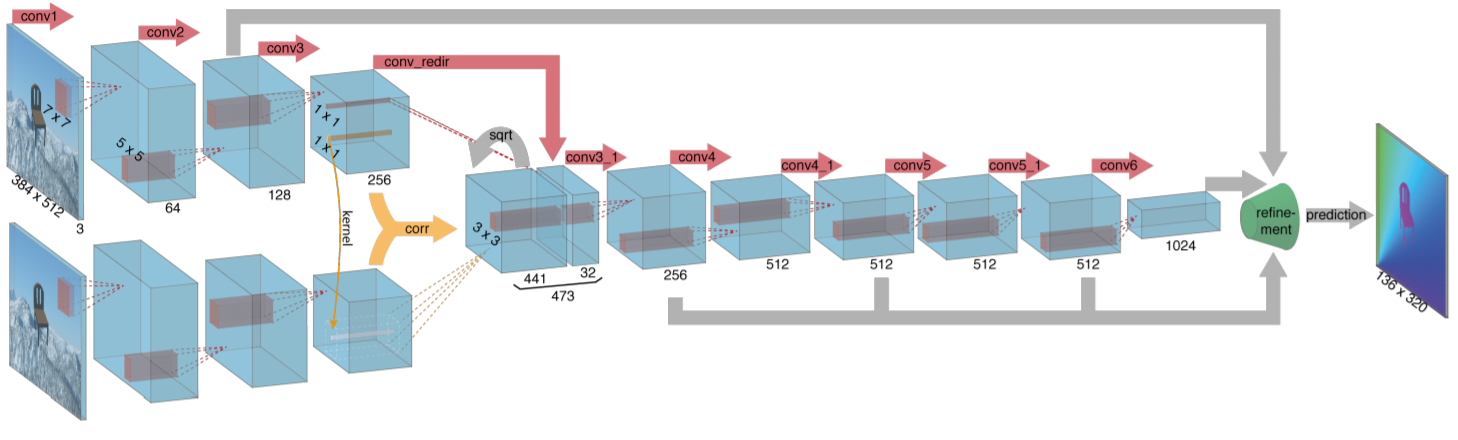 conv1
conv2
conv3
conv_redir
7 x 7
5 x 5
1 x 1
1 x 1
384 x 512
3
64
128
256
kernel
corr
sqrt
3 x 3
441
32
473
conv3_1
conv4
conv4_1
conv5
conv5_1
conv6
256
512
512
512
512
1024
refine-
ment
prediction
136 x 320